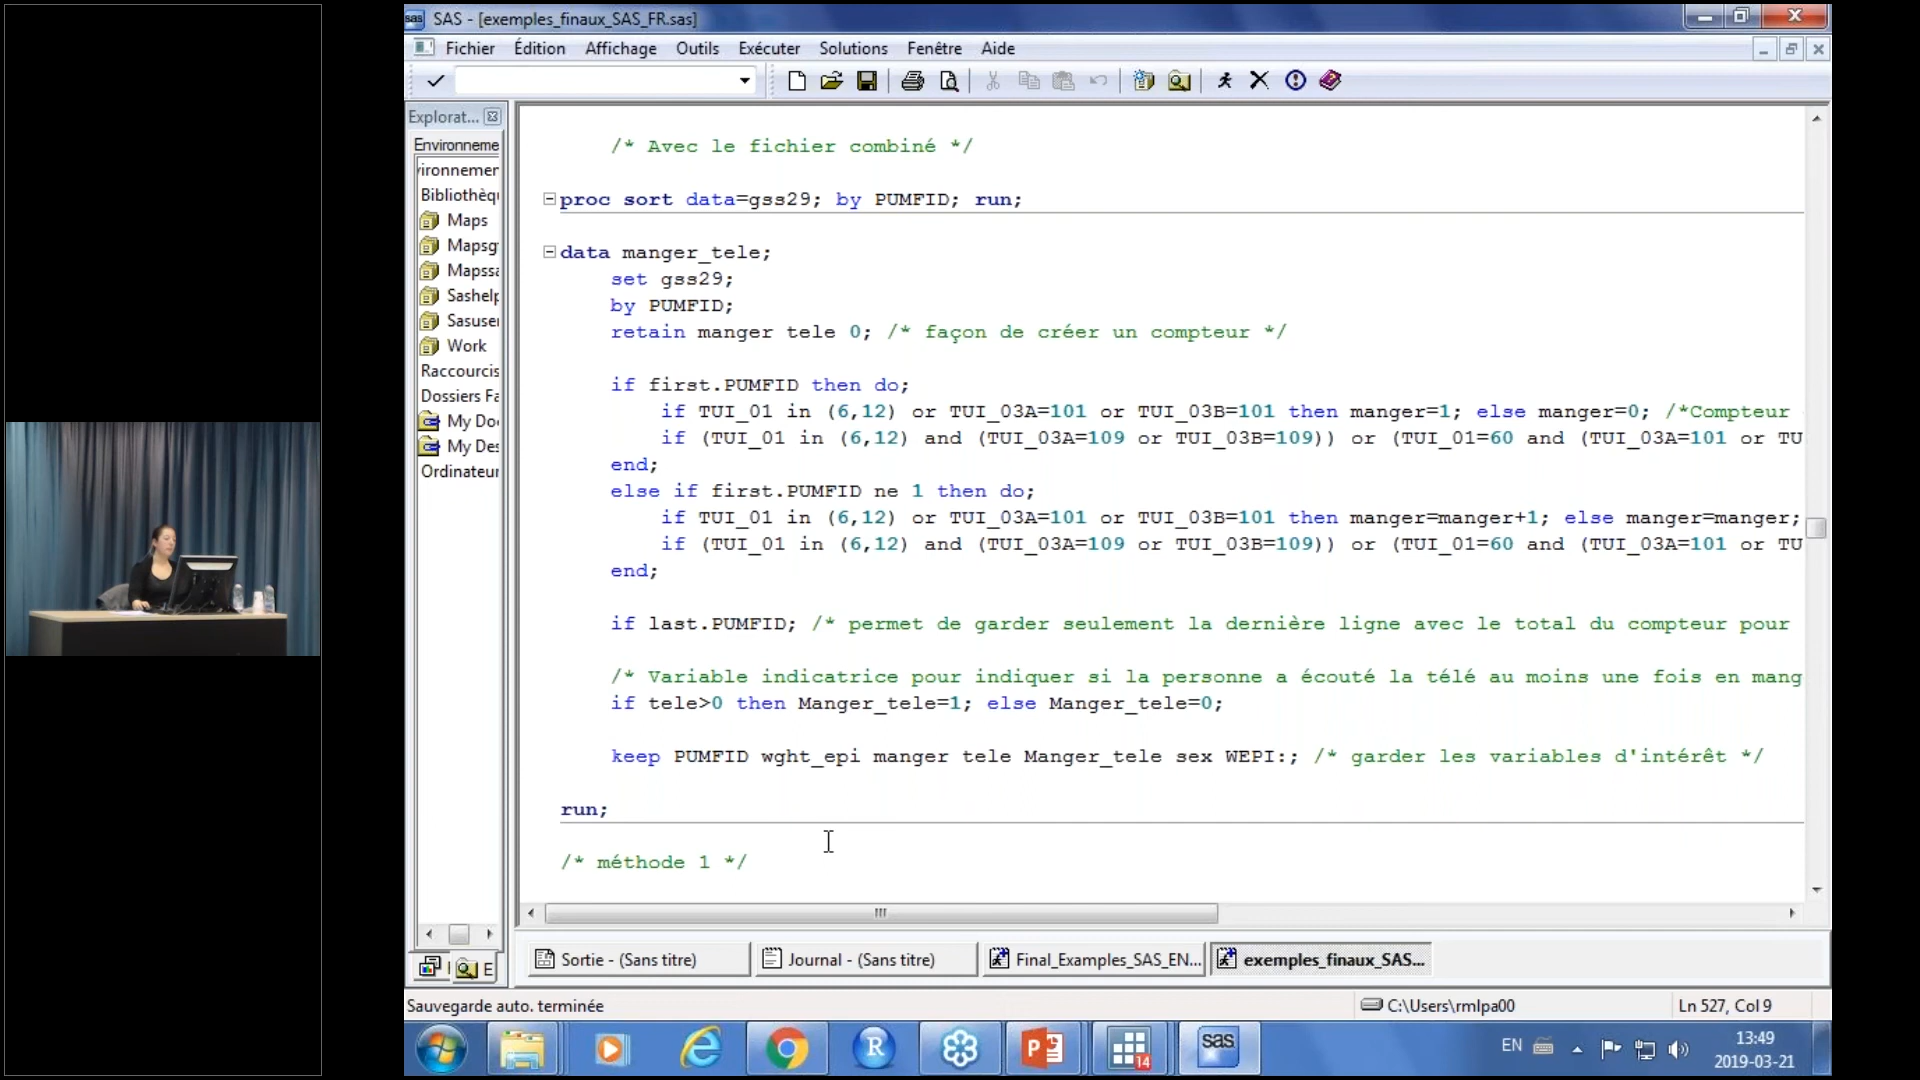 SAS - [exemples_finaux_SAS_FR.sas]
Fichier Édition Affichage Outils Exécuter Solutions Fenêtre Aide
Explorat...
Environneme
ironnemer
Bibliothèq
Maps
Mapsg
Mapss
Sashelp
Sasuse
Work
Raccourcis
Dossiers Fa
My Do
My Des
Ordinateur
/* Avec le fichier combiné */
proc sort data=gss29; by PUMFID; run;
data manger_tele;
set gss29;
by PUMFID;
retain manger tele 0; /* façon de créer un compteur */
if first.PUMFID then do;
if TUI_01 in (6,12) or TUI_03A=101 or TUI_03B=101 then manger=1; else manger=0; /*Compteur
if (TUI_01 in (6,12) and (TUI_03A=109 or TUI_03B=109)) or (TUI_01=60 and (TUI_03A=101 or TU
end;
else if first.PUMFID ne 1 then do;
if TUI_01 in (6,12) or TUI_03A=101 or TUI_03B=101 then manger=manger+1; else manger=manger;
if (TUI_01 in (6,12) and (TUI_03A=109 or TUI_03B=109)) or (TUI_01=60 and (TUI_03A=101 or TU
end;
if last.PUMFID; /* permet de garder seulement la dernière ligne avec le total du compteur pour
/* Variable indicatrice pour indiquer si la personne a écouté la télé au moins une fois en mang
if tele>0 then Manger_tele=1; else Manger_tele=0;
keep PUMFID wght_epi manger tele Manger_tele sex WEPI:; /* garder les variables d'intérêt */
run;
/* méthode 1 */
E
Sortie - (Sans titre) Journal - (Sans titre) Final_Examples_SAS_EN... exemples_finaux_SAS...
Sauvegarde auto. terminée C:\Users\rmlpa00 Ln 527, Col 9
R P 14 sas EN 13:49
2019-03-21